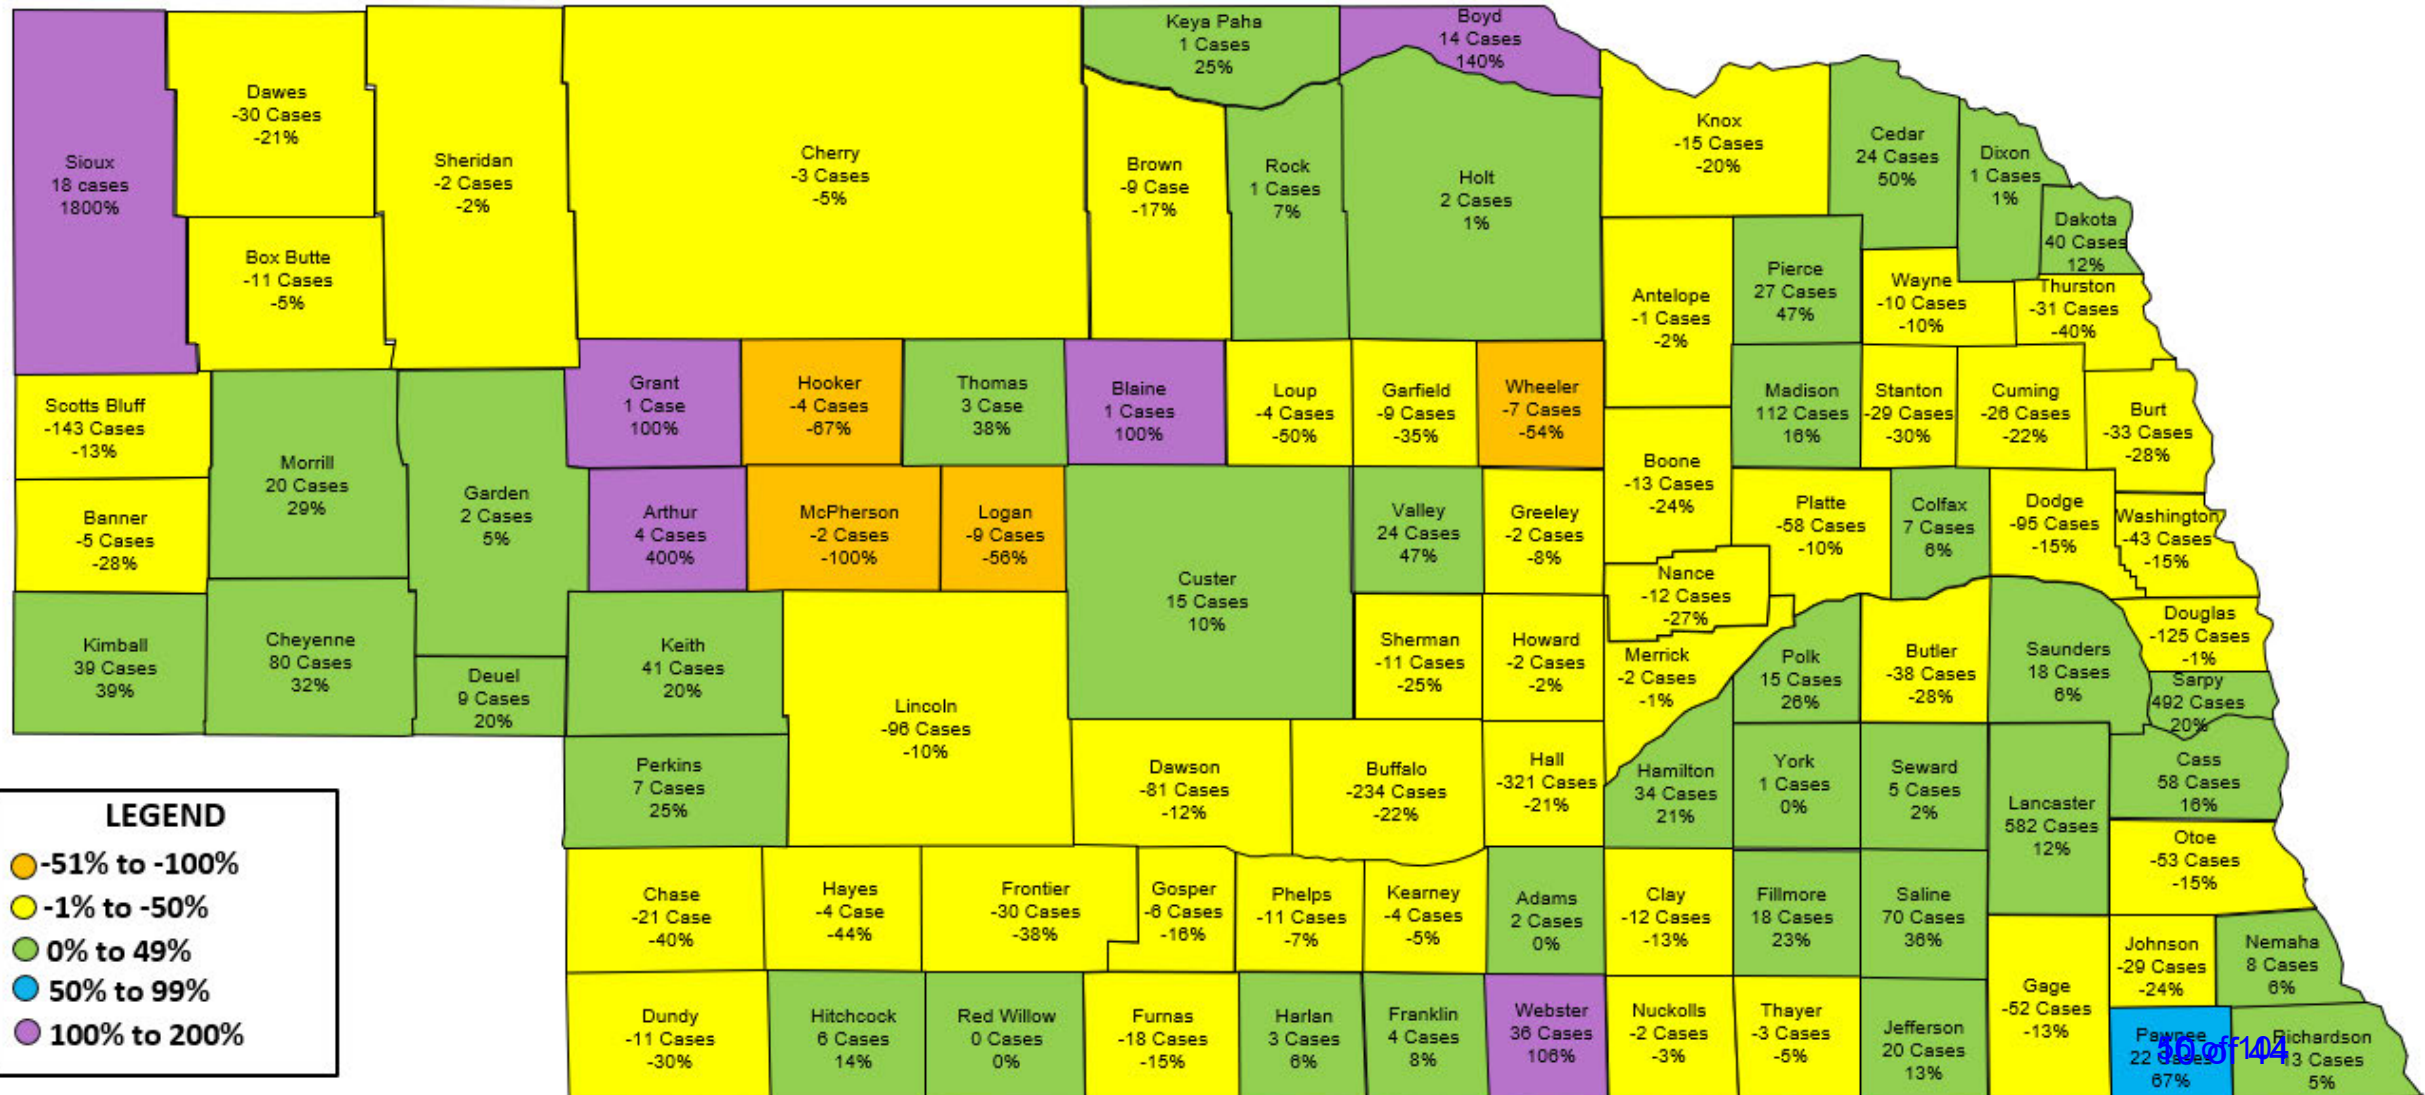 Keya Paha
1 Cases
25%
Boyd
14 Cases
140%
Dawes
-30 Cases
-21%
Sioux
18 cases
1800%
Sheridan
-2 Cases
-2%
Cherry
-3 Cases
-5%
Brown
-9 Case
-17%
Rock
1 Cases
7%
Holt
2 Cases
1%
Knox
-15 Cases
-20%
Cedar
24 Cases
50%
Dixon
1 Cases
1%
Dakota
40 Cases
12%
Box Butte
-11 Cases
-5%
Antelope
-1 Cases
-2%
Pierce
27 Cases
47%
Wayne
-10 Cases
-10%
Thurston
-31 Cases
-40%
Scotts Bluff
-143 Cases
-13%
Grant
1 Case
100%
Hooker
-4 Cases
-67%
Thomas
3 Case
38%
Blaine
1 Cases
100%
Loup
-4 Cases
-50%
Garfield
-9 Cases
-35%
Wheeler
-7 Cases
-54%
Madison
112 Cases
16%
Stanton
-29 Cases
-30%
Cuming
-26 Cases
-22%
Burt
-33 Cases
-28%
Morrill
20 Cases
29%
Garden
2 Cases
5%
Banner
-5 Cases
-28%
Arthur
4 Cases
400%
McPherson
-2 Cases
-100%
Logan
-9 Cases
-56%
Custer
15 Cases
10%
Valley
24 Cases
47%
Greeley
-2 Cases
-8%
Boone
-13 Cases
-24%
Platte
-58 Cases
-10%
Colfax
7 Cases
6%
Dodge
-95 Cases
-15%
Washington
-43 Cases
-15%
Nance
-12 Cases
-27%
Kimball
39 Cases
39%
Cheyenne
80 Cases
32%
Deuel
9 Cases
20%
Keith
41 Cases
20%
Lincoln
-96 Cases
-10%
Sherman
-11 Cases
-25%
Howard
-2 Cases
-2%
Merrick
-2 Cases
-1%
Polk
15 Cases
26%
Butler
-38 Cases
-28%
Saunders
18 Cases
6%
Douglas
-125 Cases
-1%
Sarpy
492 Cases
20%
Perkins
7 Cases
25%
Dawson
-81 Cases
-12%
Buffalo
-234 Cases
-22%
Hall
-321 Cases
-21%
Hamilton
34 Cases
21%
York
1 Cases
0%
Seward
5 Cases
2%
Lancaster
582 Cases
12%
Cass
58 Cases
16%
Otoe
-53 Cases
-15%
LEGEND
-51% to -100%
-1% to -50%
0% to 49%
50% to 99%
100% to 200%
Chase
-21 Case
-40%
Hayes
-4 Case
-44%
Frontier
-30 Cases
-38%
Gosper
-6 Cases
-16%
Phelps
-11 Cases
-7%
Kearney
-4 Cases
-5%
Adams
2 Cases
0%
Clay
-12 Cases
-13%
Fillmore
18 Cases
23%
Saline
70 Cases
36%
Gage
-52 Cases
-13%
Johnson
-29 Cases
-24%
Nemaha
8 Cases
6%
Dundy
-11 Cases
-30%
Hitchcock
6 Cases
14%
Red Willow
0 Cases
0%
Furnas
-18 Cases
-15%
Harlan
3 Cases
6%
Franklin
4 Cases
8%
Webster
36 Cases
106%
Nuckolls
-2 Cases
-3%
Thayer
-3 Cases
-5%
Jefferson
20 Cases
13%
Pawnee
22 Cases
67%
Richardson
Cases
5%